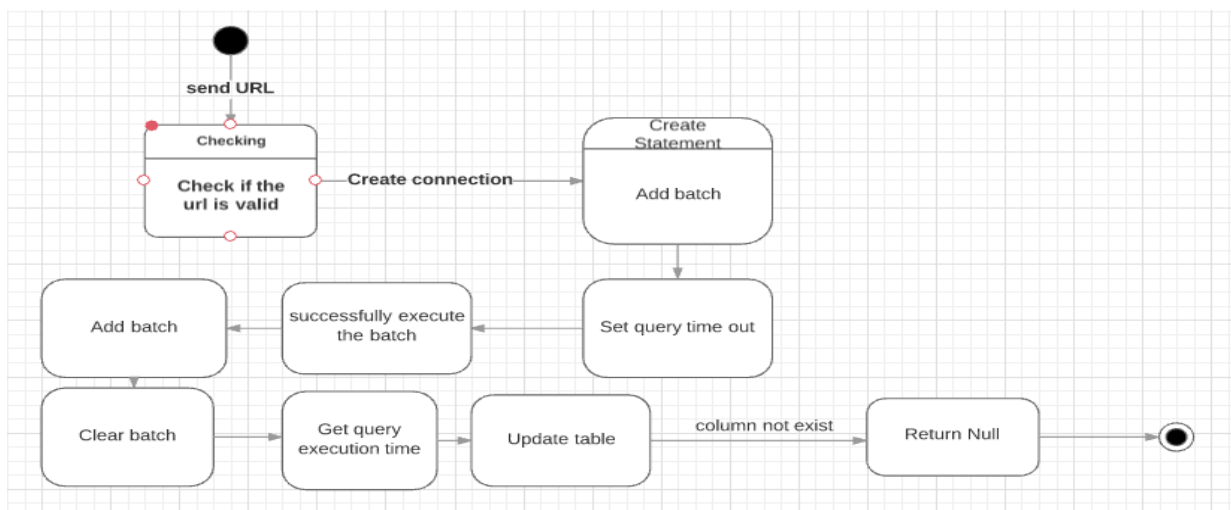 send URL
Checking
Check if the
url is valid
Create connection
Create
Statement
Add batch
Set query time out
successfully execute
the batch
Add batch
Clear batch
Get query
execution time
Update table
column not exist
Return Null